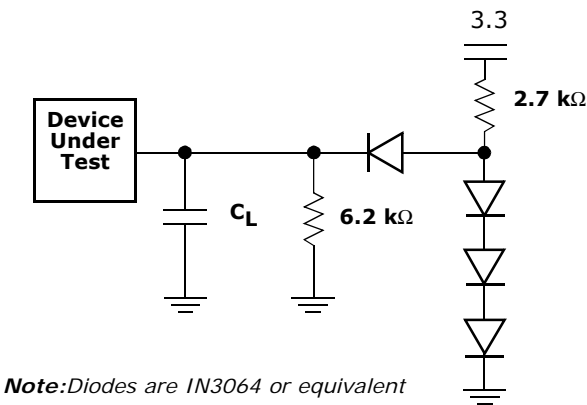 3.3
2.7 kΩ
Device
Under
Test
CL
6.2 kΩ
Note:Diodes are IN3064 or equivalent